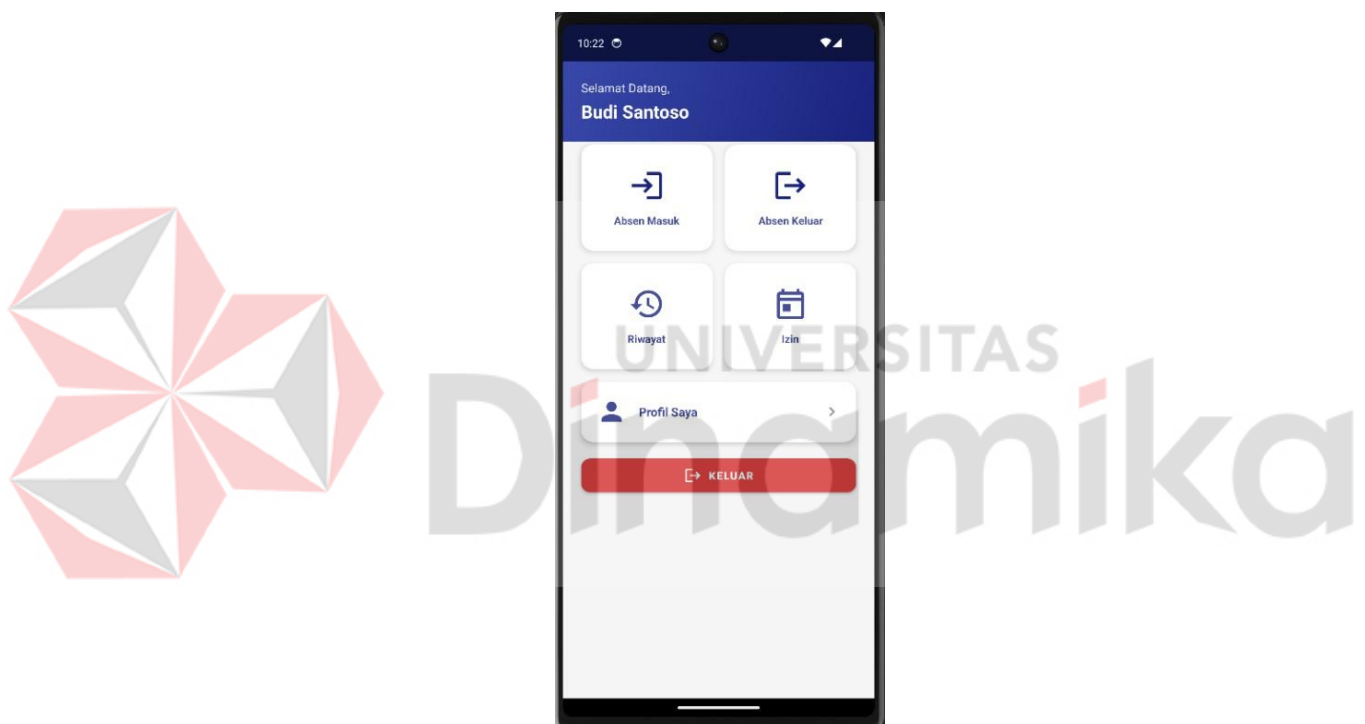 10:22
Selamat Datang,
Budi Santoso
Absen Masuk
Absen Keluar
Riwayat
Izin
UNIVERSITAS
Dinamika
Profil Saya
KELUAR